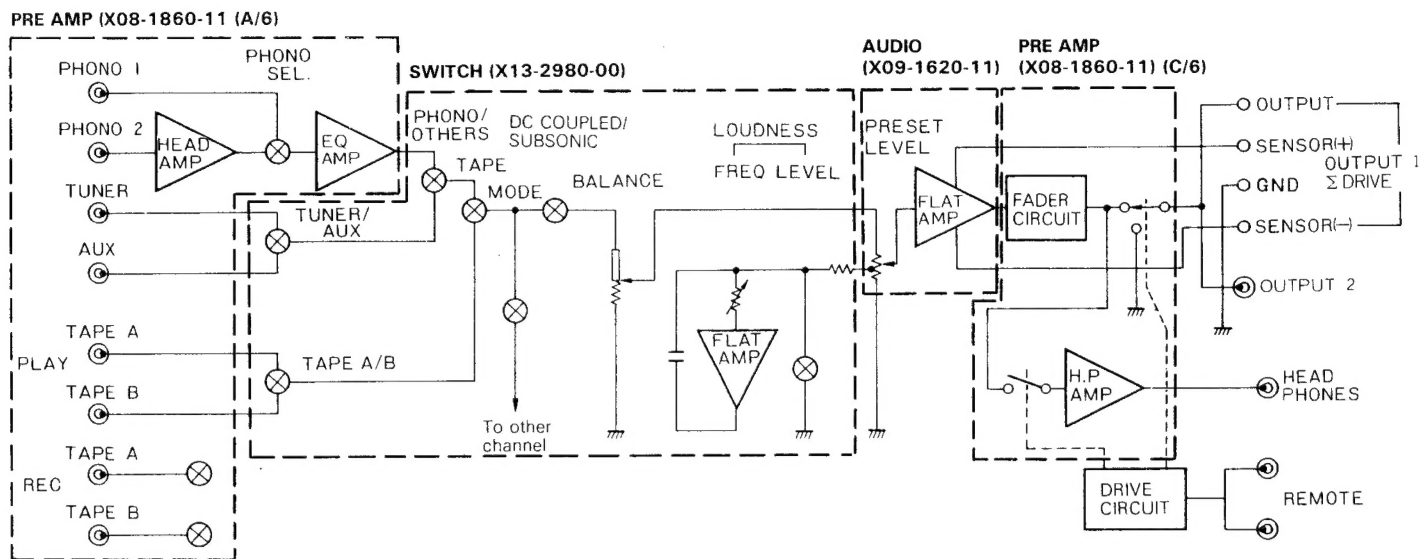 PRE AMP (X08-1860-11 (A/6)
PHONO 1
PHONO
SEL.
PHONO 2
HEAD
AMP
EQ
AMP
TUNER
AUX
TUNER/
AUX
PLAY
TAPE A
TAPE B
TAPE A/B
REC
TAPE A
TAPE B
SWITCH (X13-2980-00)
PHONO/
OTHERS
TAPE
DC COUPLED/
SUBSONIC
MODE
BALANCE
LOUDNESS
FREQ LEVEL
FLAT
AMP
To other
channel
AUDIO
(X09-1620-11)
PRESET
LEVEL
FLAT
AMP
PRE AMP
(X08-1860-11) (C/6)
FADER
CIRCUIT
H.P
AMP
DRIVE
CIRCUIT
OUTPUT
SENSOR(+)
OUTPUT 1
Σ DRIVE
GND
SENSOR(−)
OUTPUT 2
HEAD
PHONES
REMOTE